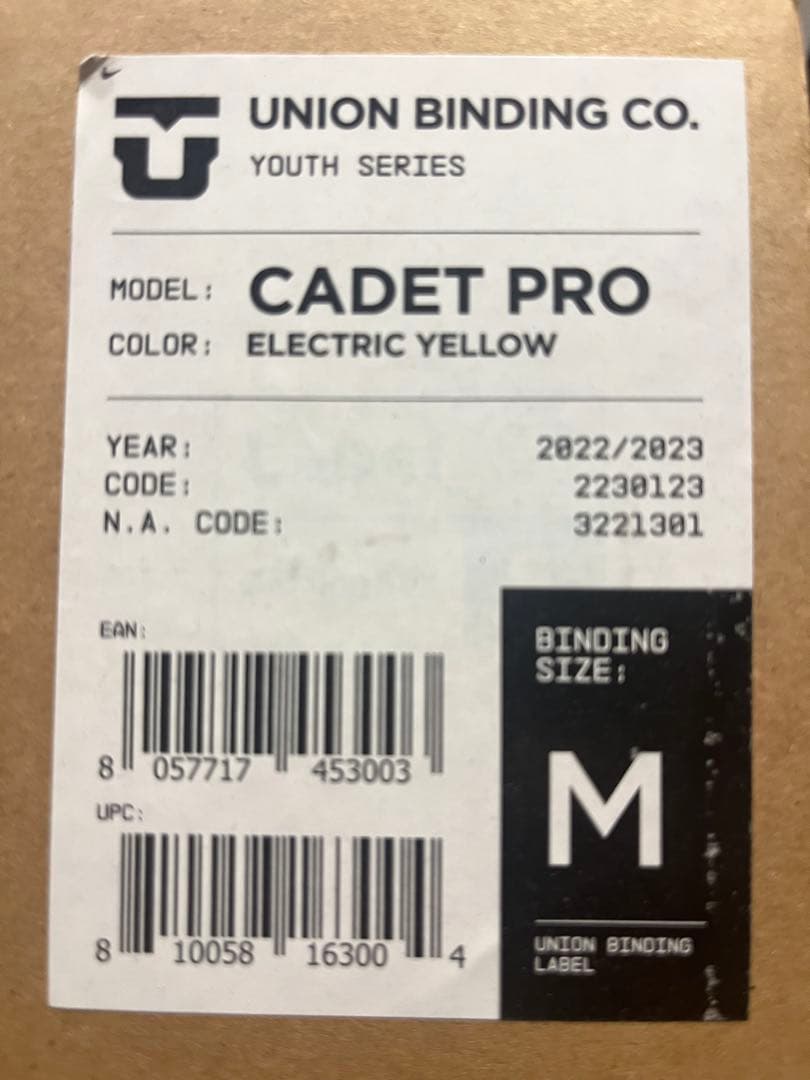 UNION BINDING CO.
YOUTH SERIES
MODEL: CADET PRO
COLOR: ELECTRIC YELLOW
YEAR: 2022/2023
CODE: 2230123
N.A. CODE: 3221301
EAN:
8 057717 453003
UPC:
8 10058 16300 4
BINDING
SIZE:
M
UNION BINDING
LABEL